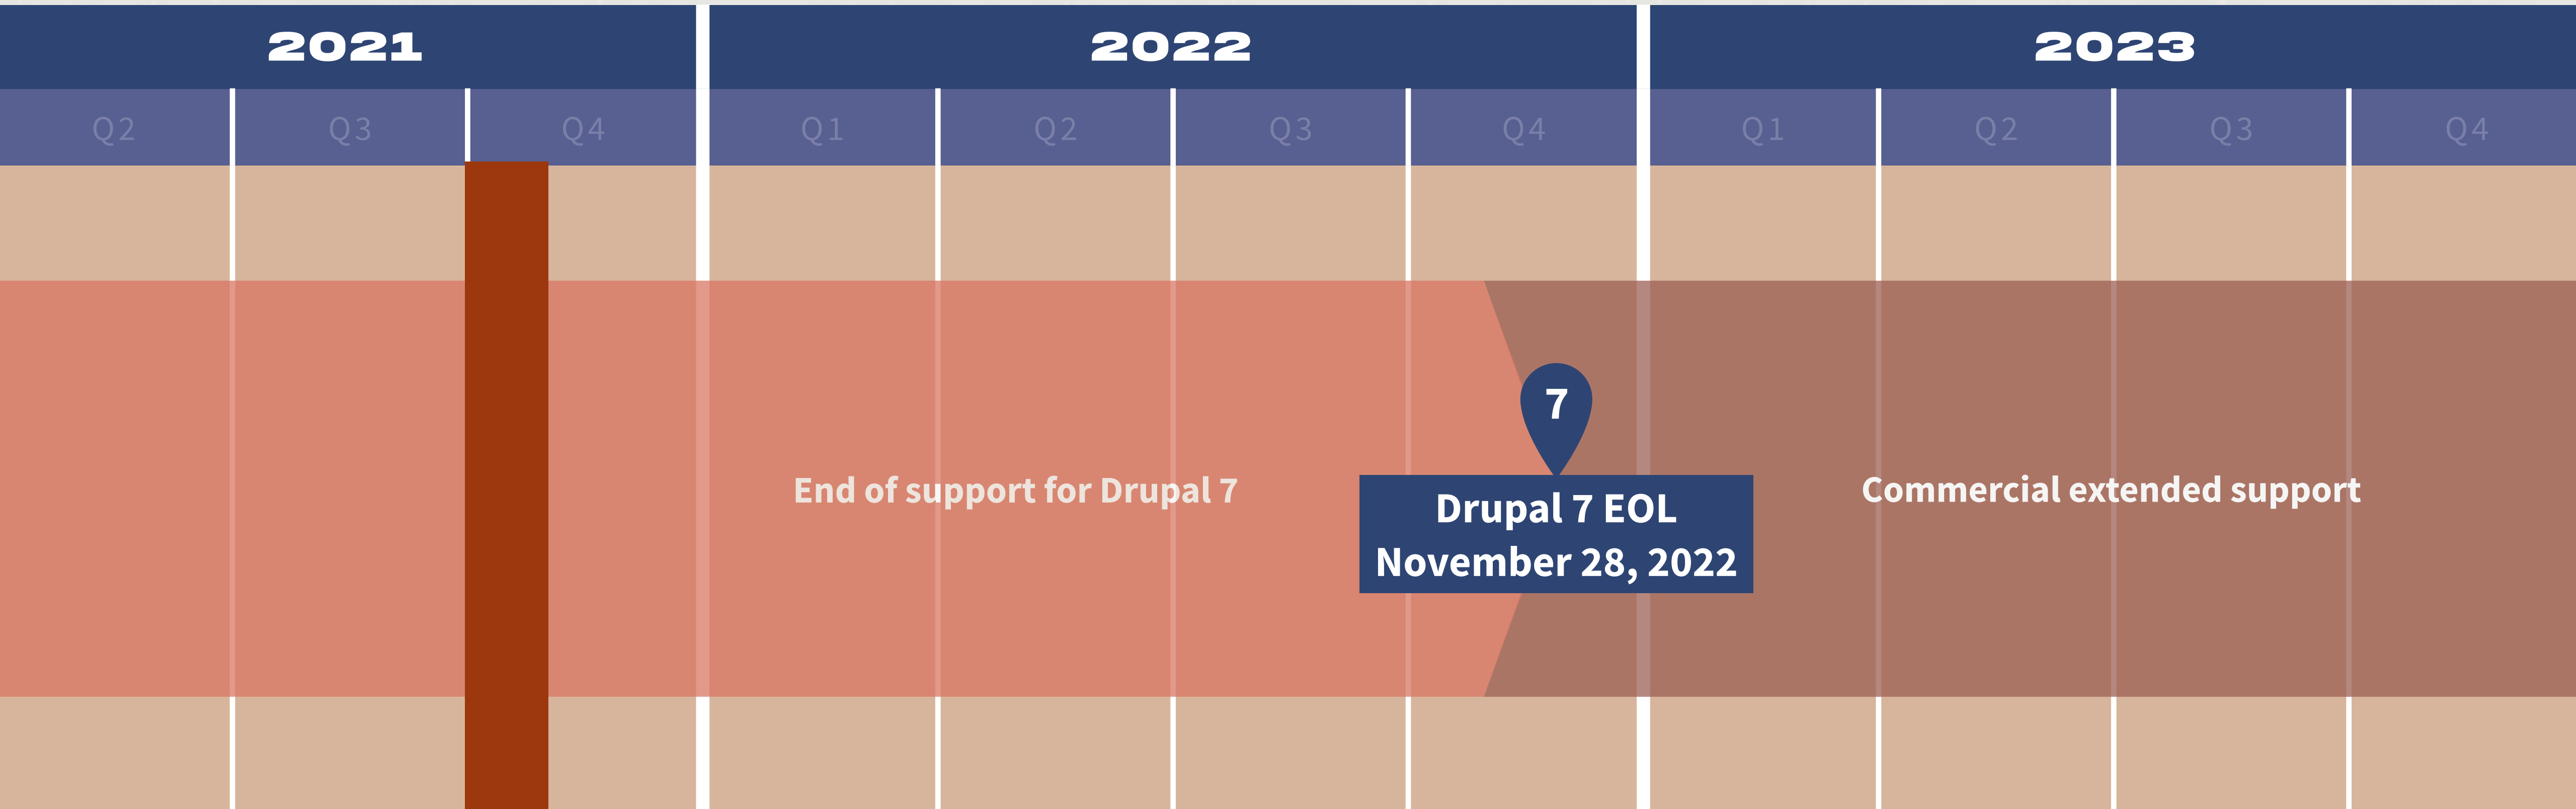 2021
2022
2023
Q2
Q3
Q4
Q1
Q2
Q3
Q4
Q1
Q2
Q3
Q4
7
End of support for Drupal 7
Drupal 7 EOL
November 28, 2022
Commercial extended support